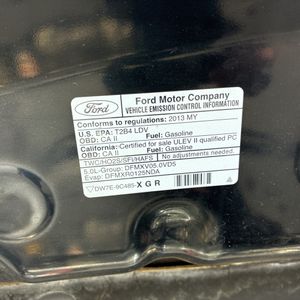 Ford
Ford Motor Company
VEHICLE EMISSION CONTROL INFORMATION
Conforms to regulations: 2013 MY
U.S. EPA: T2B4 LDV
OBD: CA II Fuel: Gasoline
California: Certified for sale ULEV II qualified PC
OBD: CA II Fuel: Gasoline
TWC/HO2S/SFI/HAFS No adjustments needed.
5.0L-Group: DFMXV05.0VD5
Evap: DFMXR0125NDA
DW7E-9C485-XGR